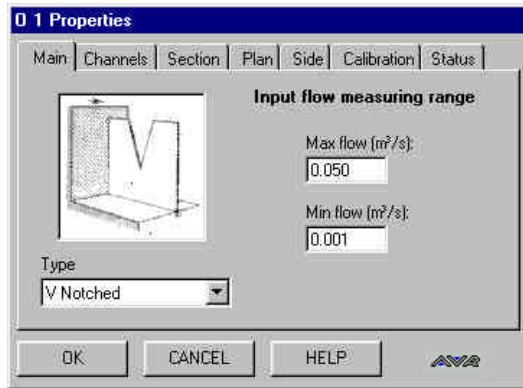 0 1 Properties
Main Channels Section Plan Side Calibration Status
Input flow measuring range
Max flow (m³/s):
0.050
Min flow (m³/s):
0.001
Type
V Notched
OK CANCEL HELP